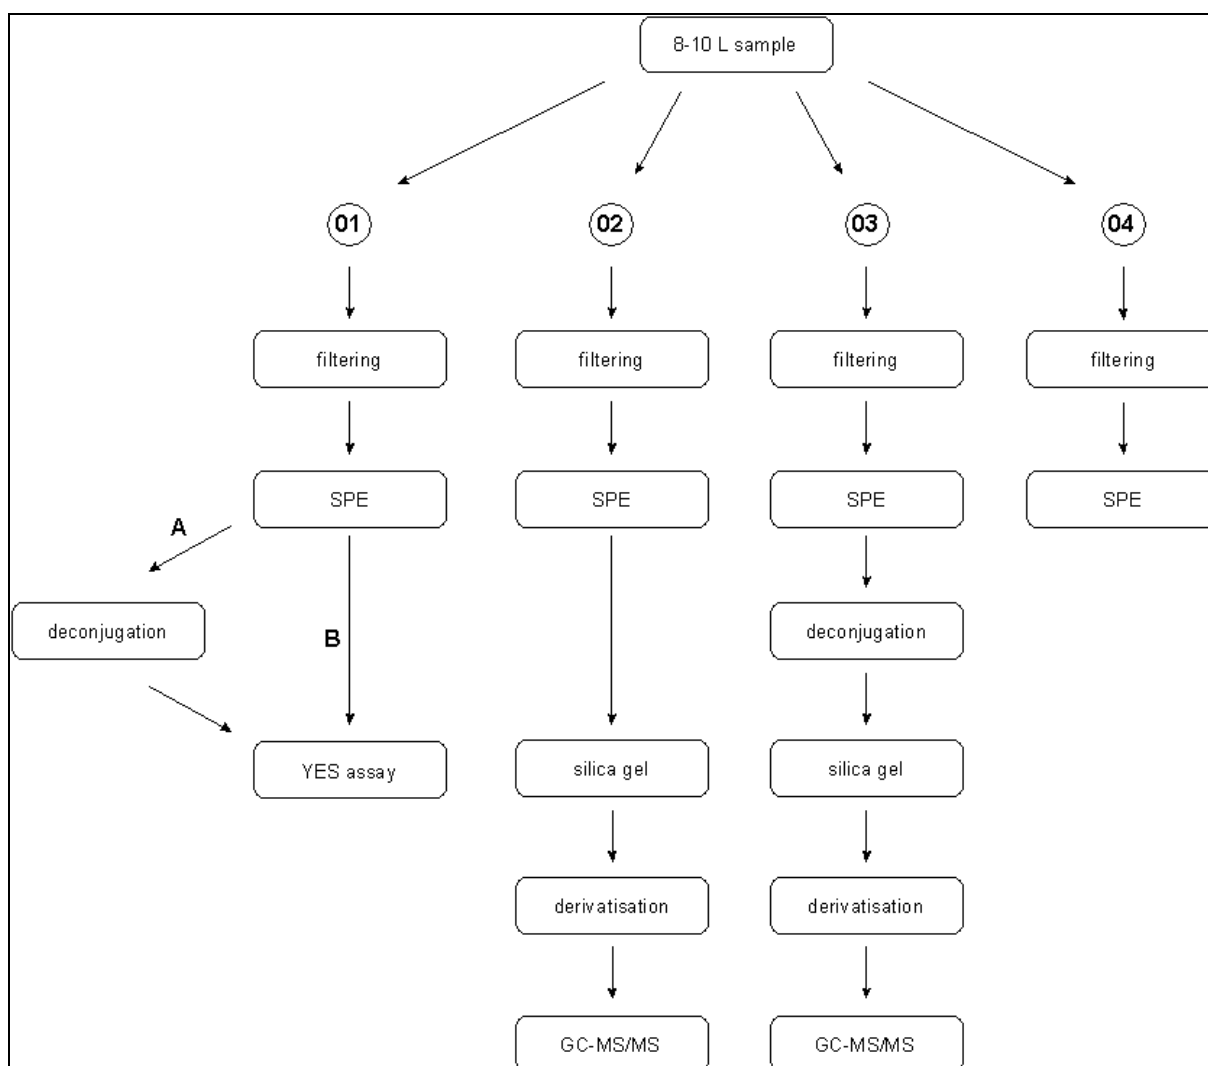 8-10 L sample
01 02 03 04
filtering filtering filtering filtering
SPE SPE SPE SPE
A
deconjugation deconjugation
B
YES assay silica gel silica gel
derivatisation derivatisation
GC-MS/MS GC-MS/MS